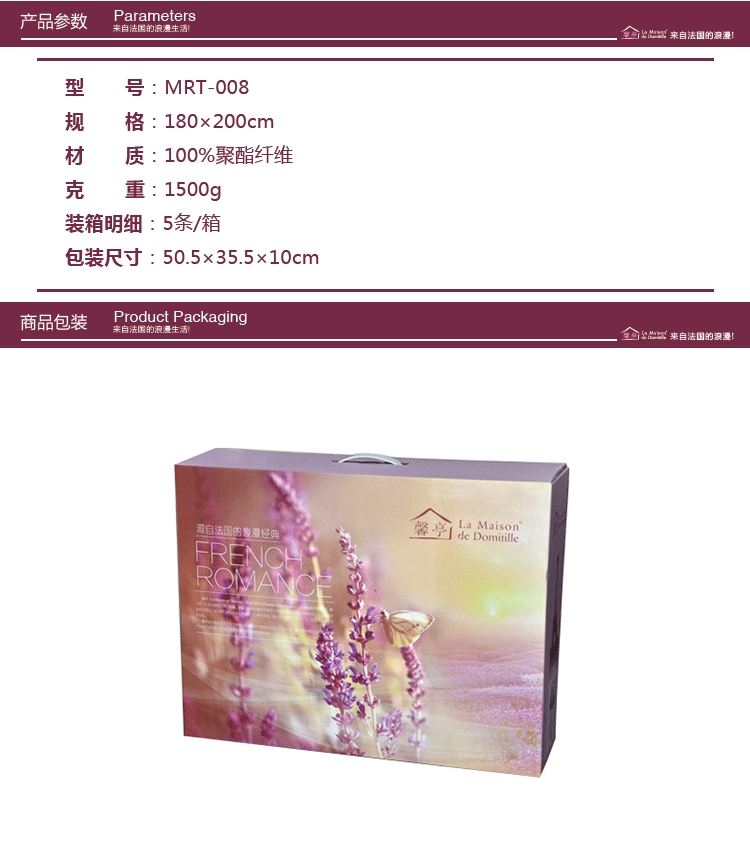 产品参数
Parameters
来自法国的浪漫生活!
馨亭 La Maison de Domitille 来自法国的浪漫!
型 号：MRT-008
规 格：180×200cm
材 质：100%聚酯纤维
克 重：1500g
装箱明细：5条/箱
包装尺寸：50.5×35.5×10cm
商品包装
Product Packaging
来自法国的浪漫生活!
馨亭 La Maison de Domitille 来自法国的浪漫!
馨亭
La Maison
de Domitille
源自法国的浪漫经典
FRENCH
ROMANCE